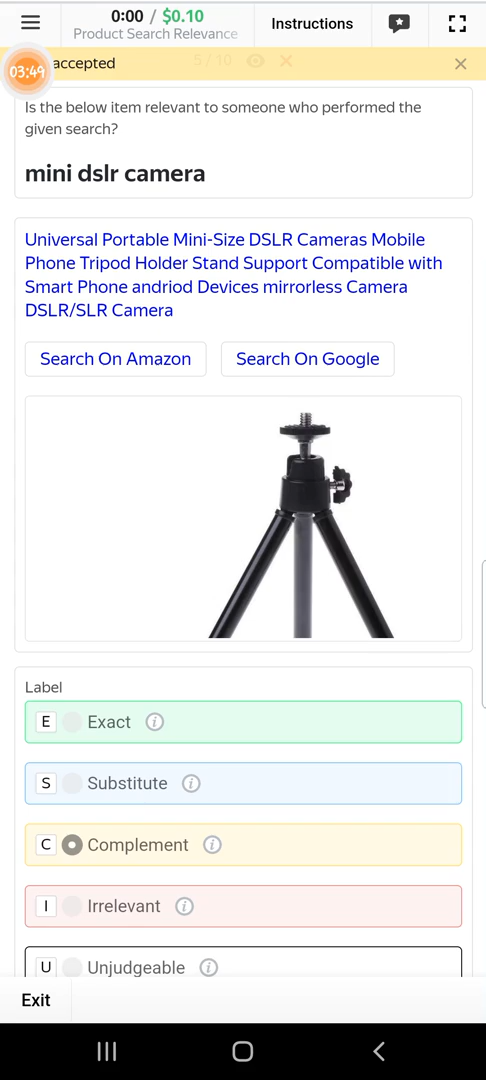 0:00 / $0.10
Product Search Relevance
Instructions
03:49
accepted
5 / 10
Is the below item relevant to someone who performed the
given search?
mini dslr camera
Universal Portable Mini-Size DSLR Cameras Mobile
Phone Tripod Holder Stand Support Compatible with
Smart Phone andriod Devices mirrorless Camera
DSLR/SLR Camera
Search On Amazon
Search On Google
Label
E Exact
S Substitute
C Complement
I Irrelevant
U Unjudgeable
Exit